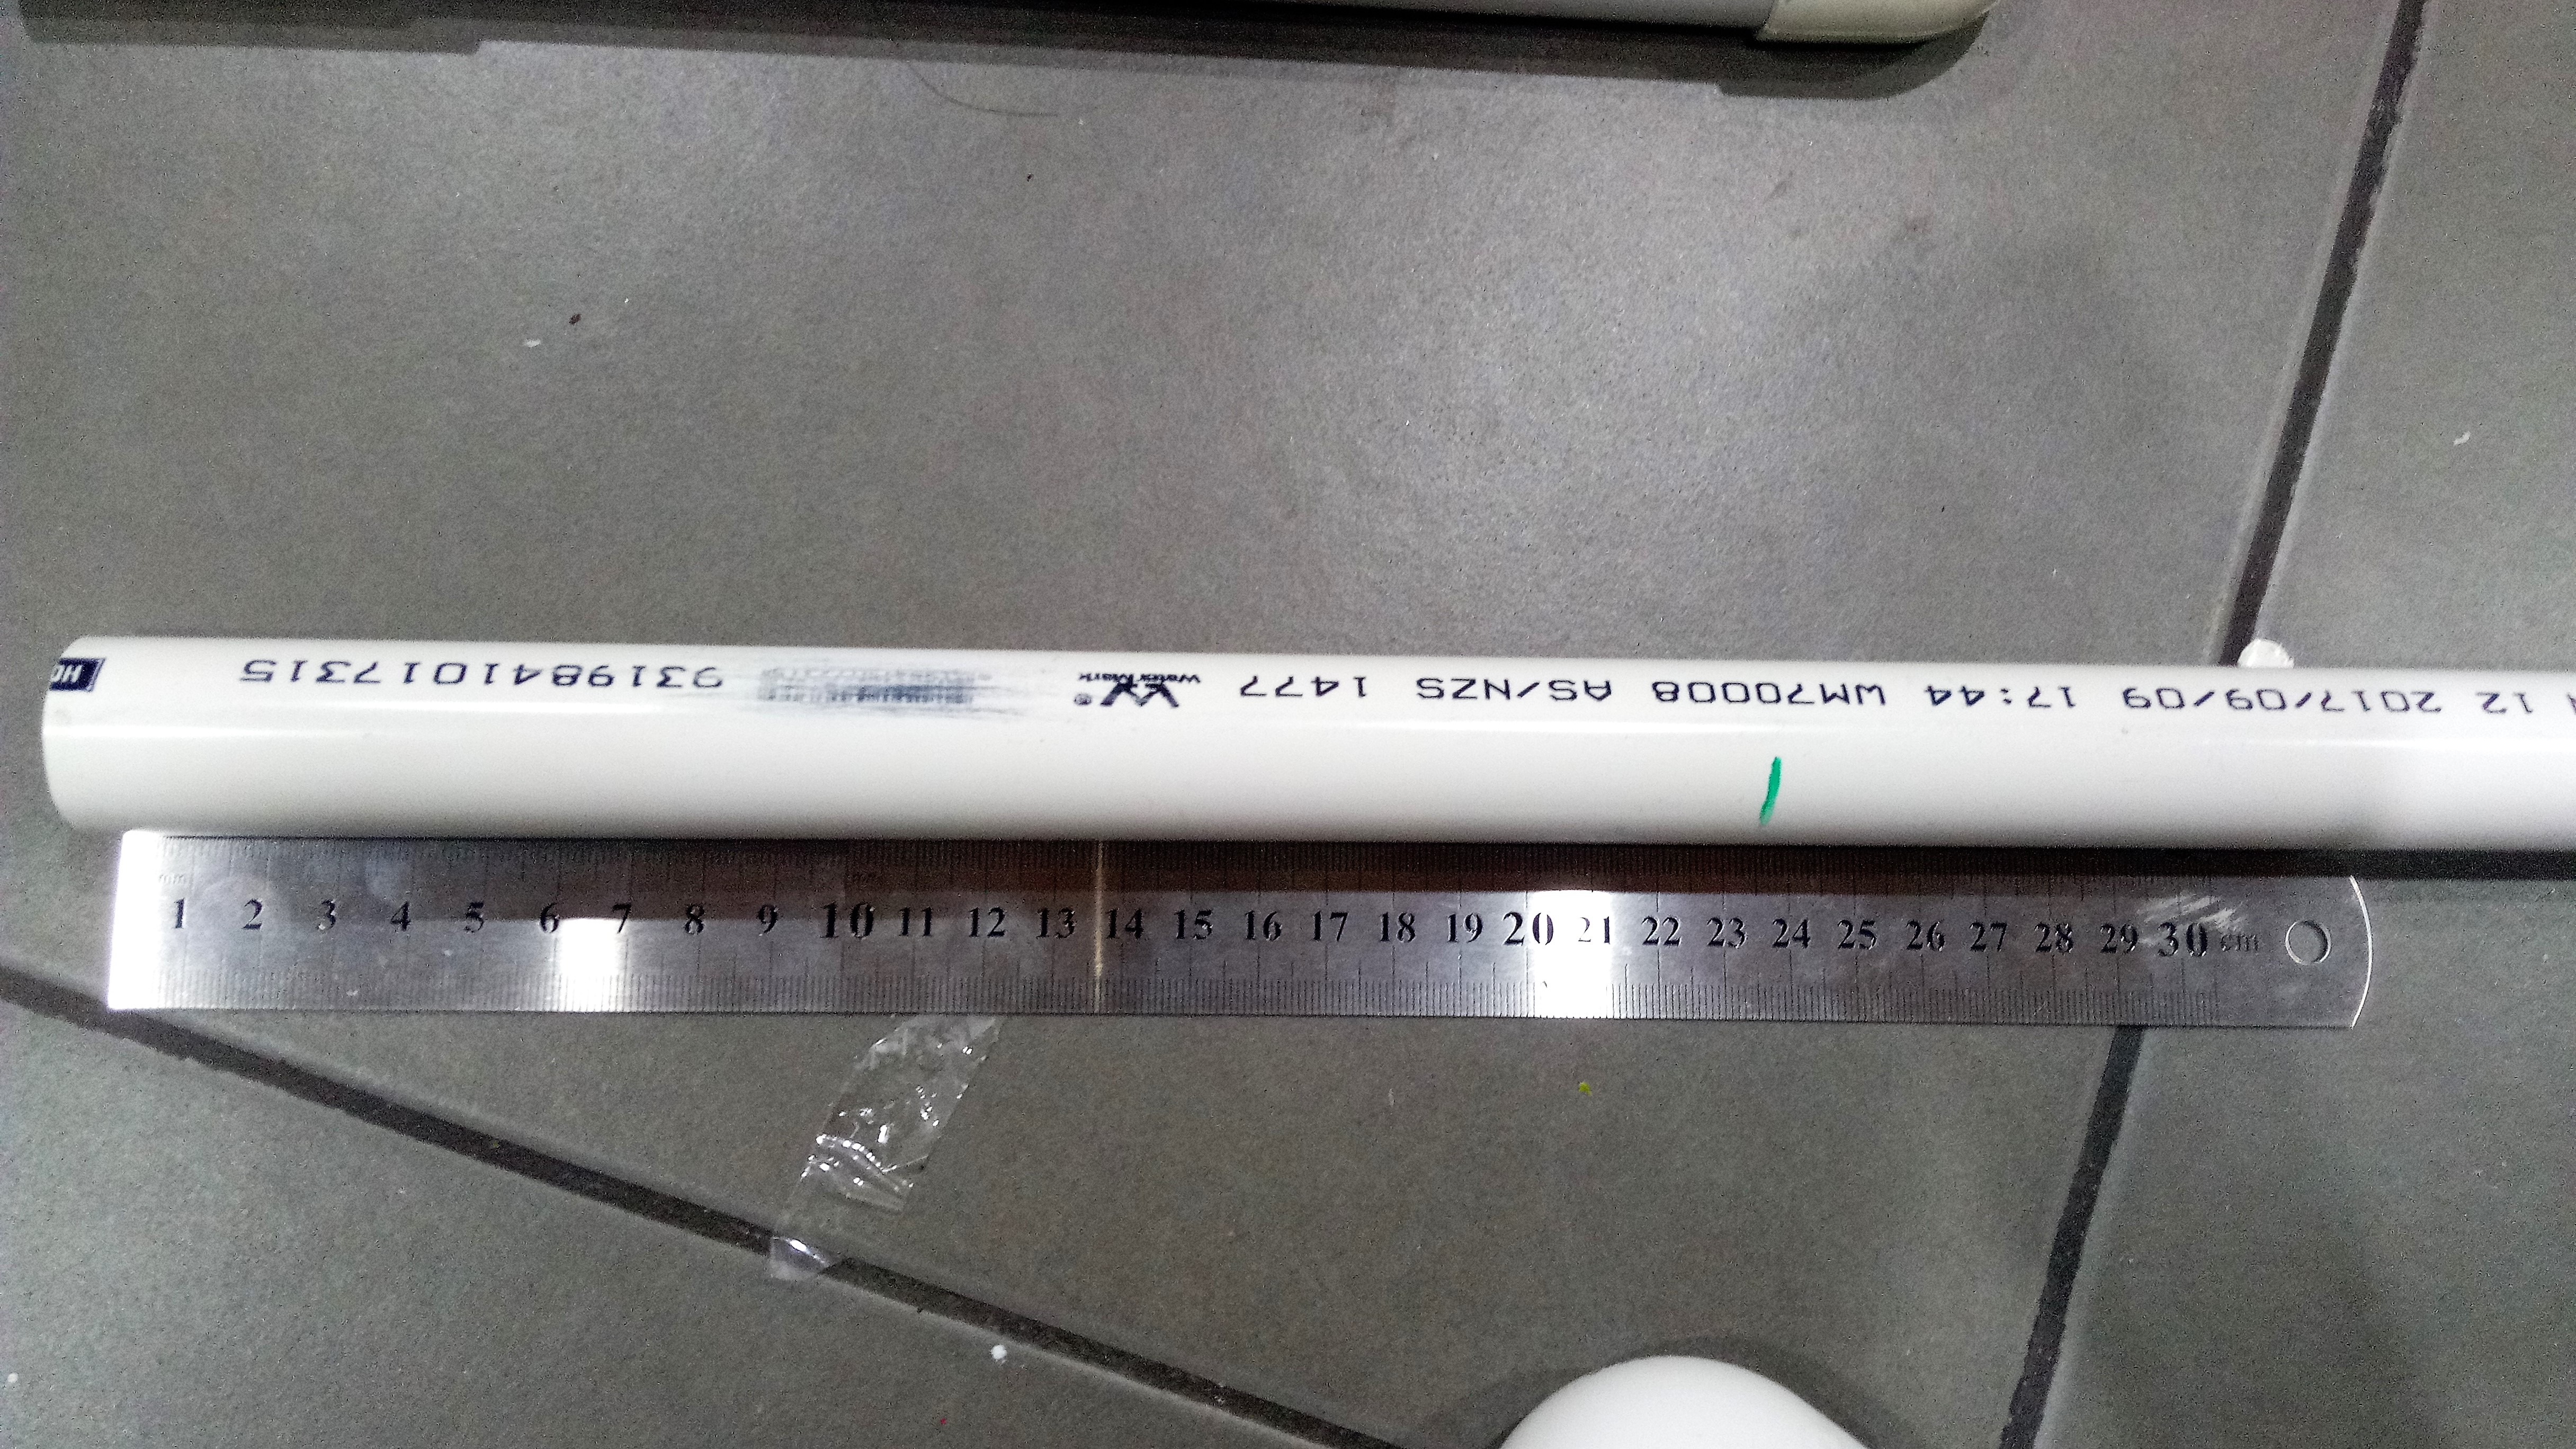 12 2017/09/09 17:44 WM70008 AS/NZS 1477 WaterMark ® 9319841017315
mm
1 2 3 4 5 6 7 8 9 10 11 12 13 14 15 16 17 18 19 20 21 22 23 24 25 26 27 28 29 30 cm